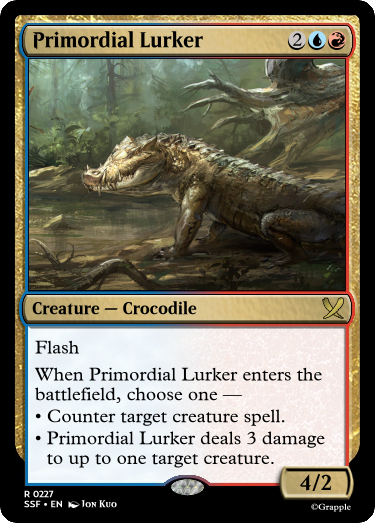 Primordial Lurker 2
Creature — Crocodile
Flash
When Primordial Lurker enters the
battlefield, choose one —
• Counter target creature spell.
• Primordial Lurker deals 3 damage
to up to one target creature.
4/2
R 0227
SSF • EN Jon Kuo
©Grapple